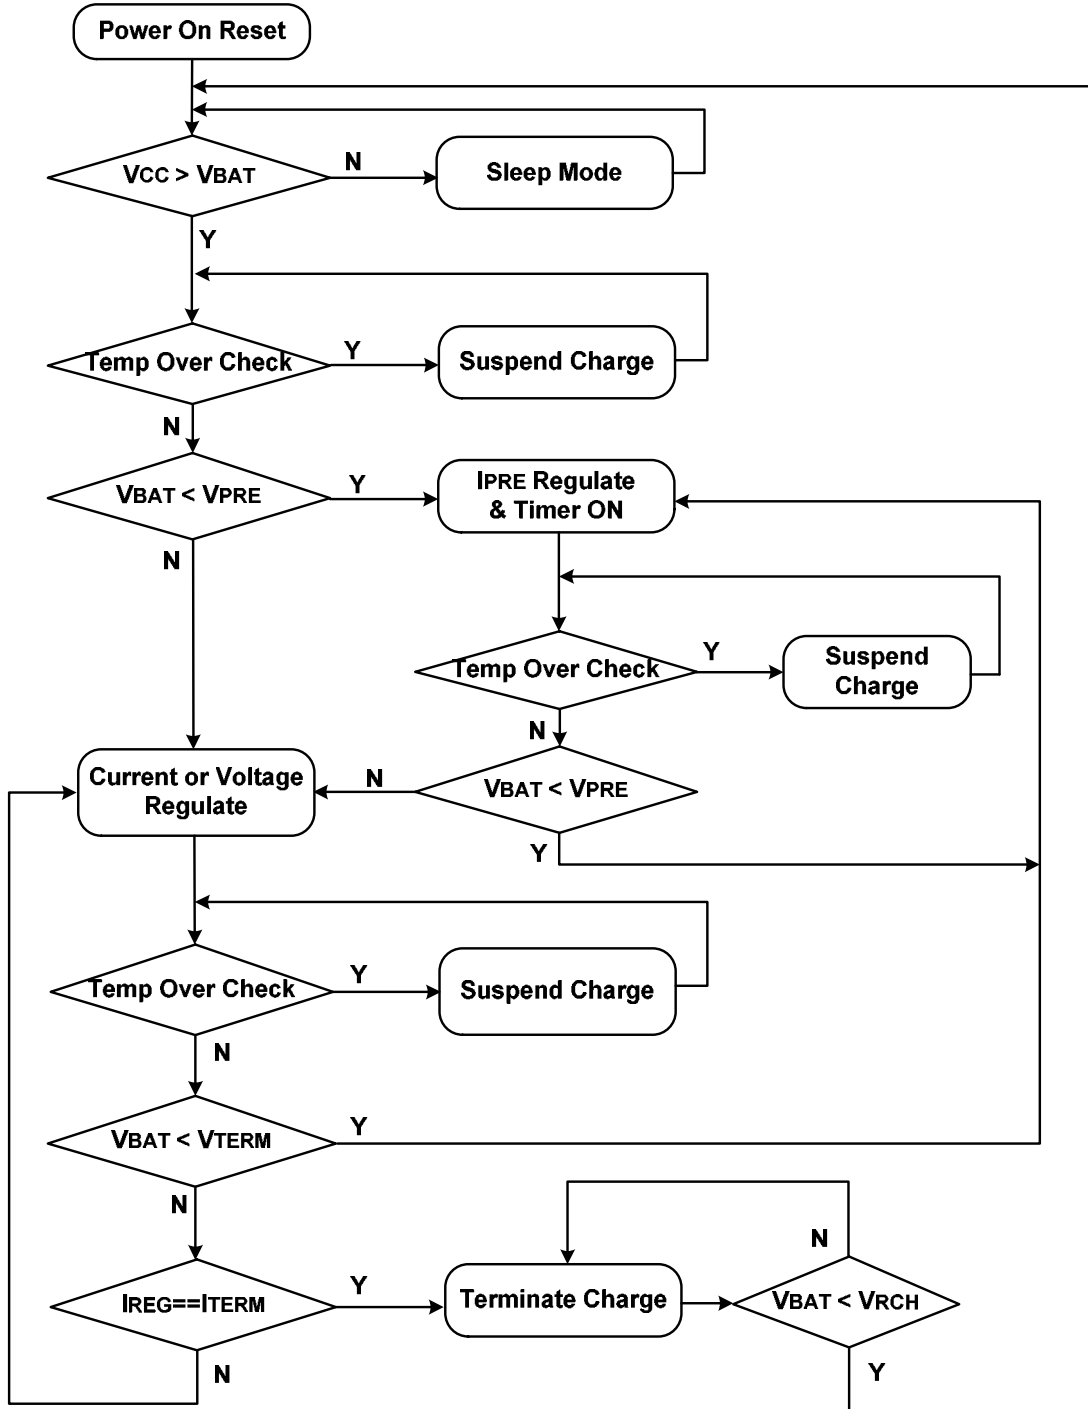 Power On Reset
VCC > VBAT
N
Sleep Mode
Y
Temp Over Check
Y
Suspend Charge
N
VBAT < VPRE
Y
IPRE Regulate
& Timer ON
N
Temp Over Check
Y
Suspend
Charge
N
Current or Voltage
Regulate
N
VBAT < VPRE
Y
Temp Over Check
Y
Suspend Charge
N
VBAT < VTERM
Y
N
N
IREG==ITERM
Y
Terminate Charge
VBAT < VRCH
N
Y